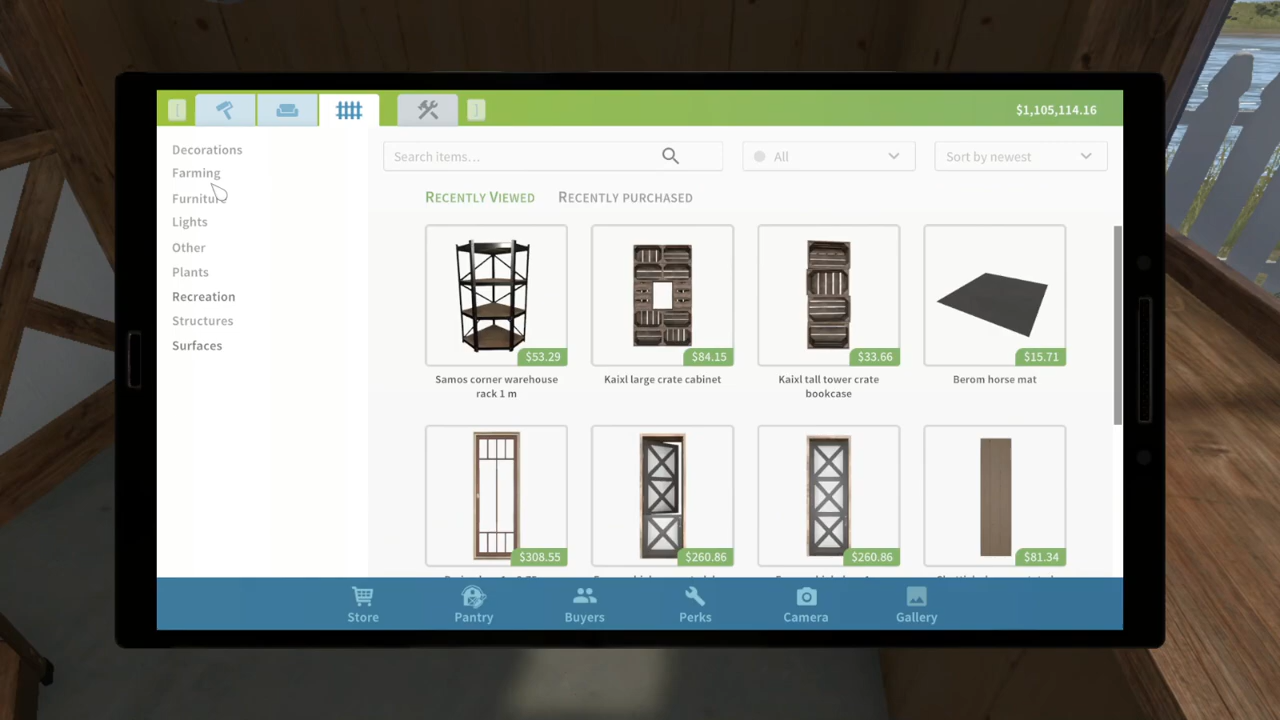 $1,105,114.16
Decorations
Farming
Furniture
Lights
Other
Plants
Recreation
Structures
Surfaces
Search items...
All
Sort by newest
RECENTLY VIEWED
RECENTLY PURCHASED
$53.29
$84.15
$33.66
$15.71
Samos corner warehouse
rack 1 m
Kaixl large crate cabinet
Kaixl tall tower crate
bookcase
Berom horse mat
$308.55
$260.86
$260.86
$81.34
Store
Pantry
Buyers
Perks
Camera
Gallery